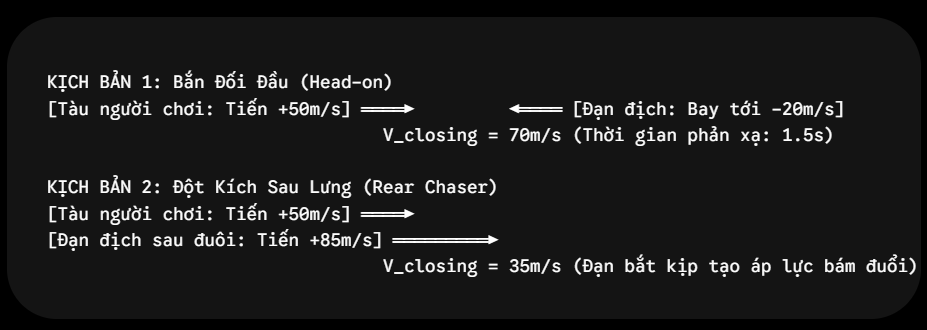 KỊCH BẢN 1: Bắn Đối Đầu (Head-on)
[Tàu người chơi: Tiến +50m/s] ════► ◄════ [Đạn địch: Bay tới -20m/s]
V_closing = 70m/s (Thời gian phản xạ: 1.5s)
KỊCH BẢN 2: Đột Kích Sau Lưng (Rear Chaser)
[Tàu người chơi: Tiến +50m/s] ════►
[Đạn địch sau đuôi: Tiến +85m/s] ═════════►
V_closing = 35m/s (Đạn bắt kịp tạo áp lực bám đuổi)